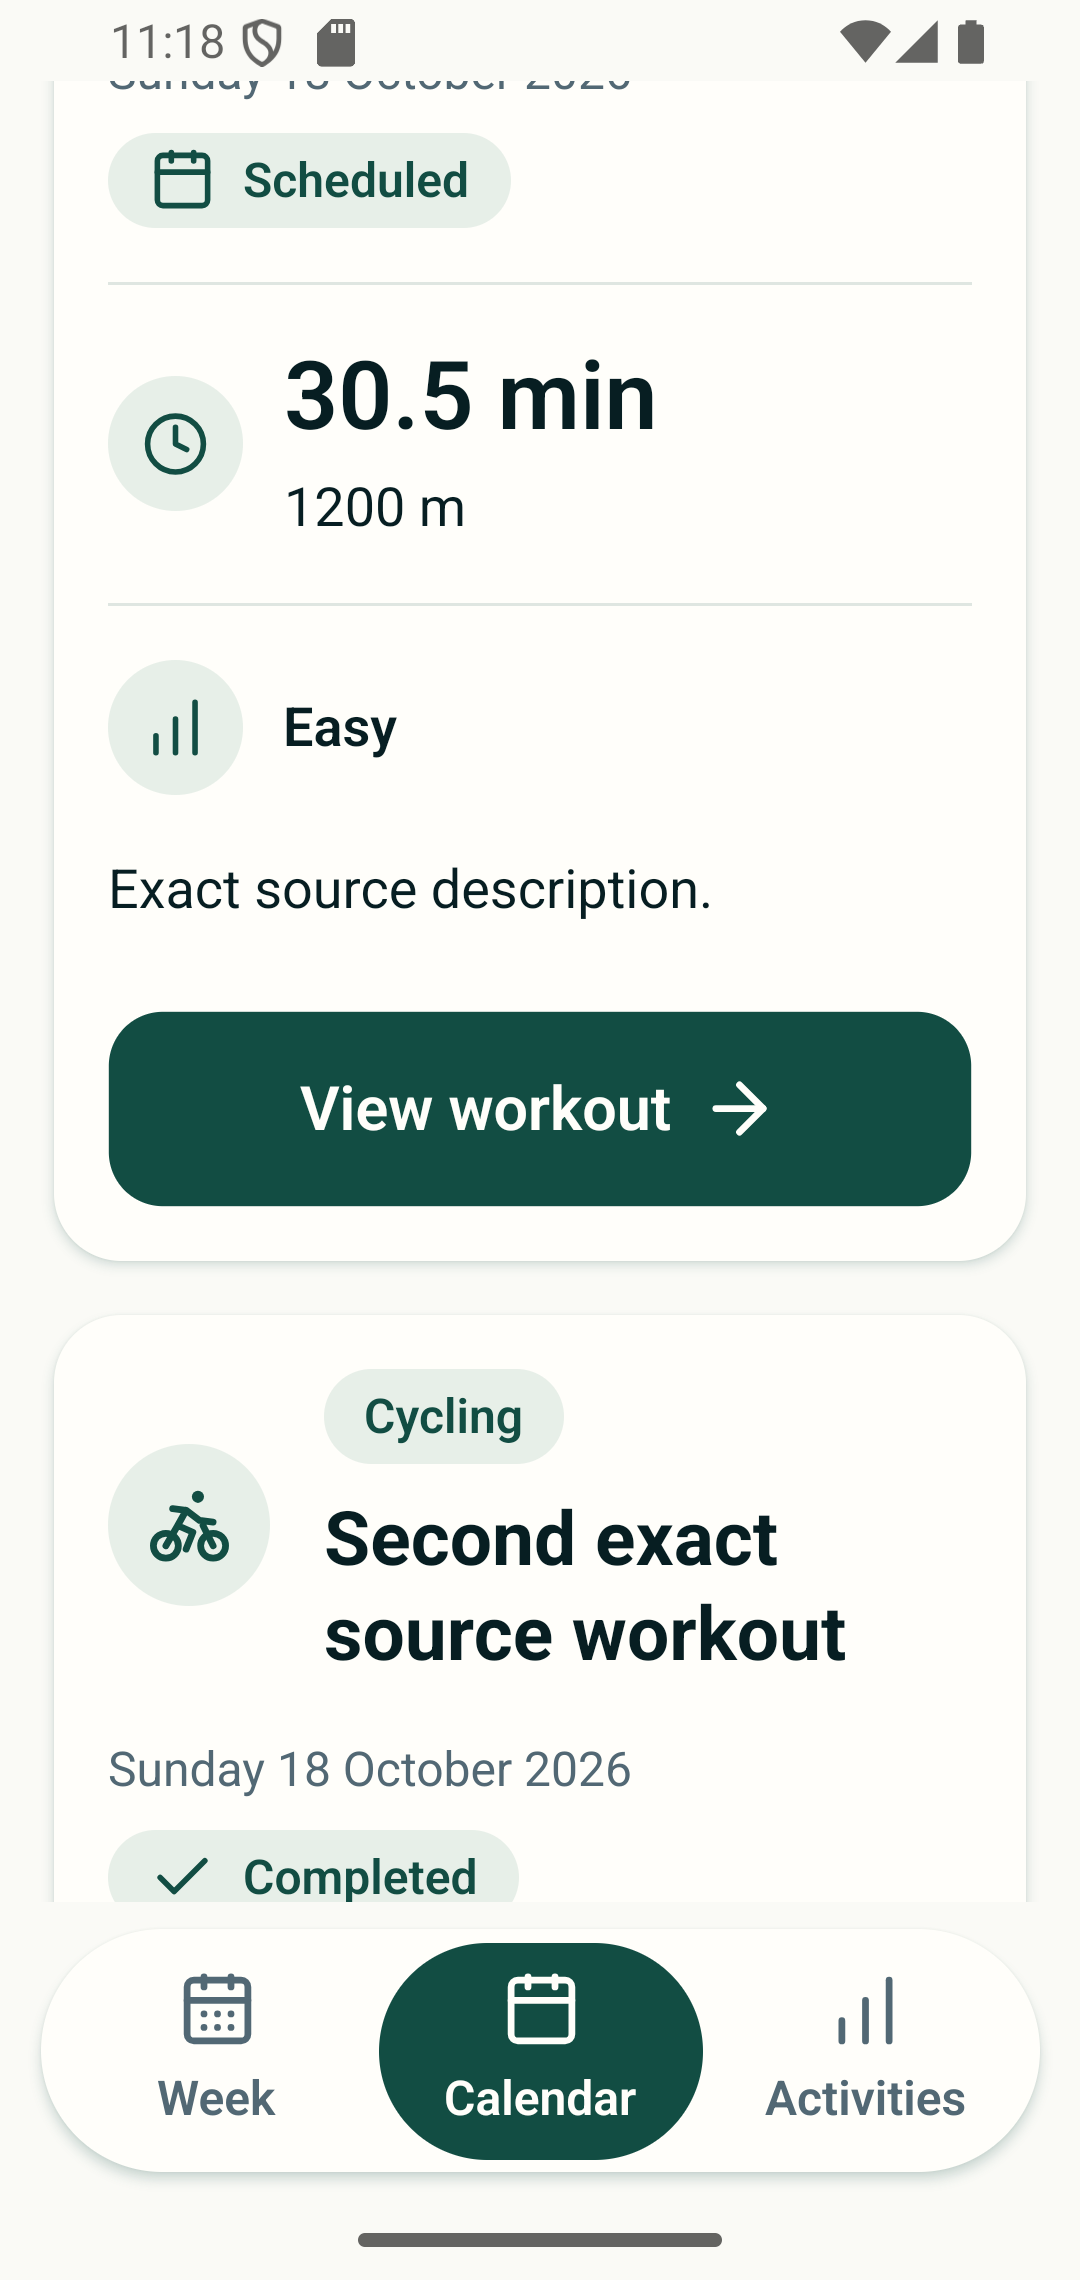 11:18
Scheduled
30.5 min
1200 m
Easy
Exact source description.
View workout
Cycling
Second exact
source workout
Sunday 18 October 2026
Completed
Week
Calendar
Activities